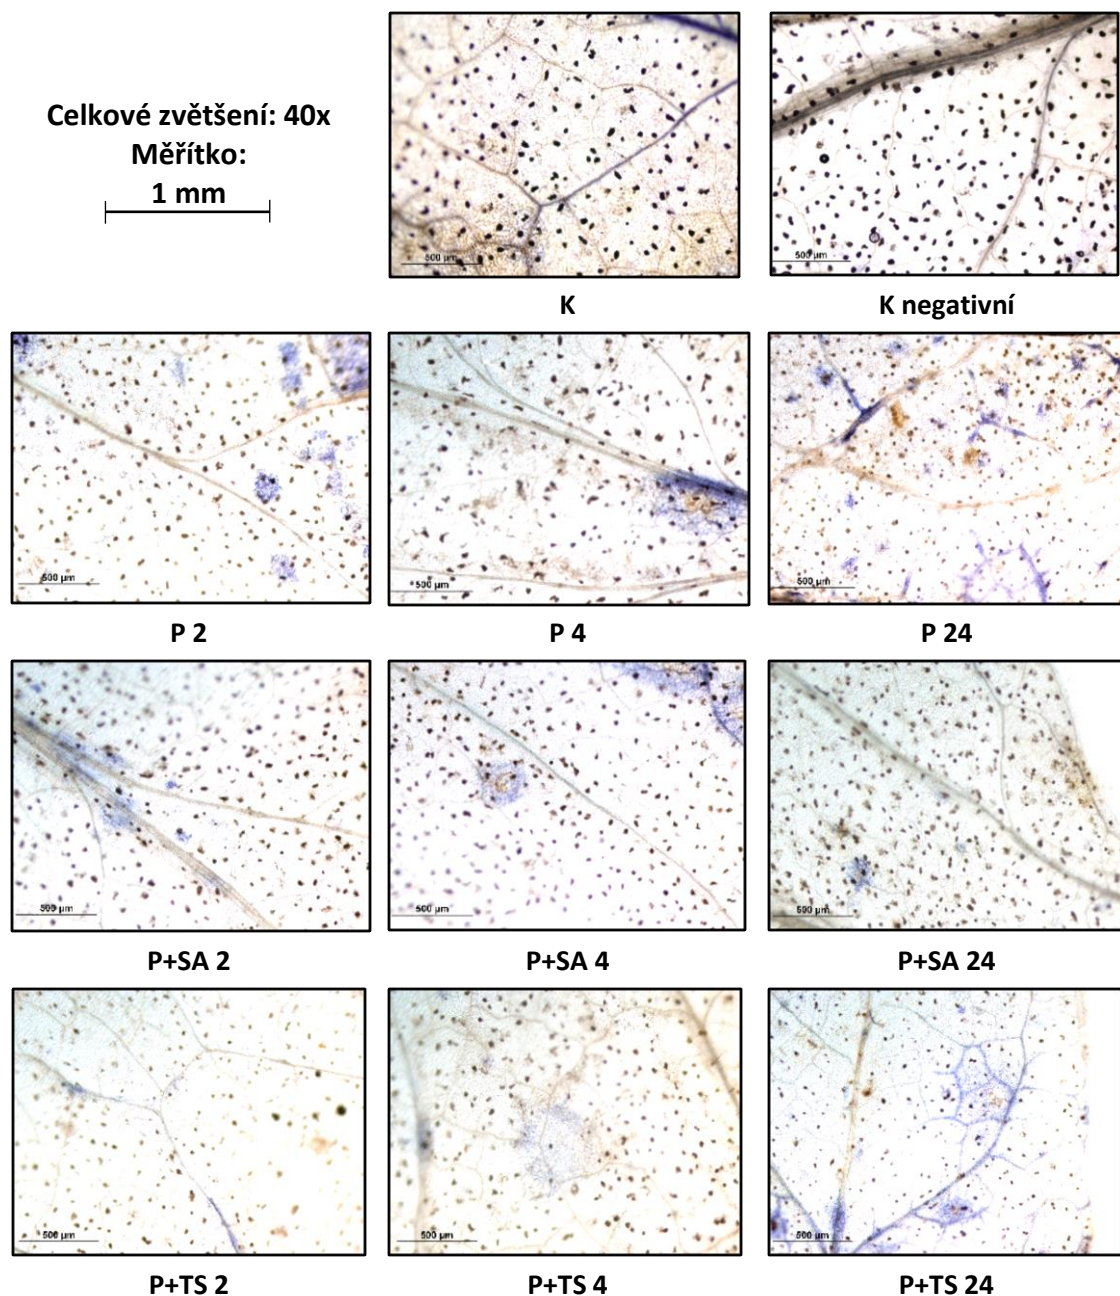 Celkové zvětšení: 40x
Měřítko:
1 mm
500 µm
500 µm
K
K negativní
500 µm
500 µm
500 µm
P 2
P 4
P 24
500 µm
500 µm
500 µm
P+SA 2
P+SA 4
P+SA 24
500 µm
500 µm
500 µm
P+TS 2
P+TS 4
P+TS 24